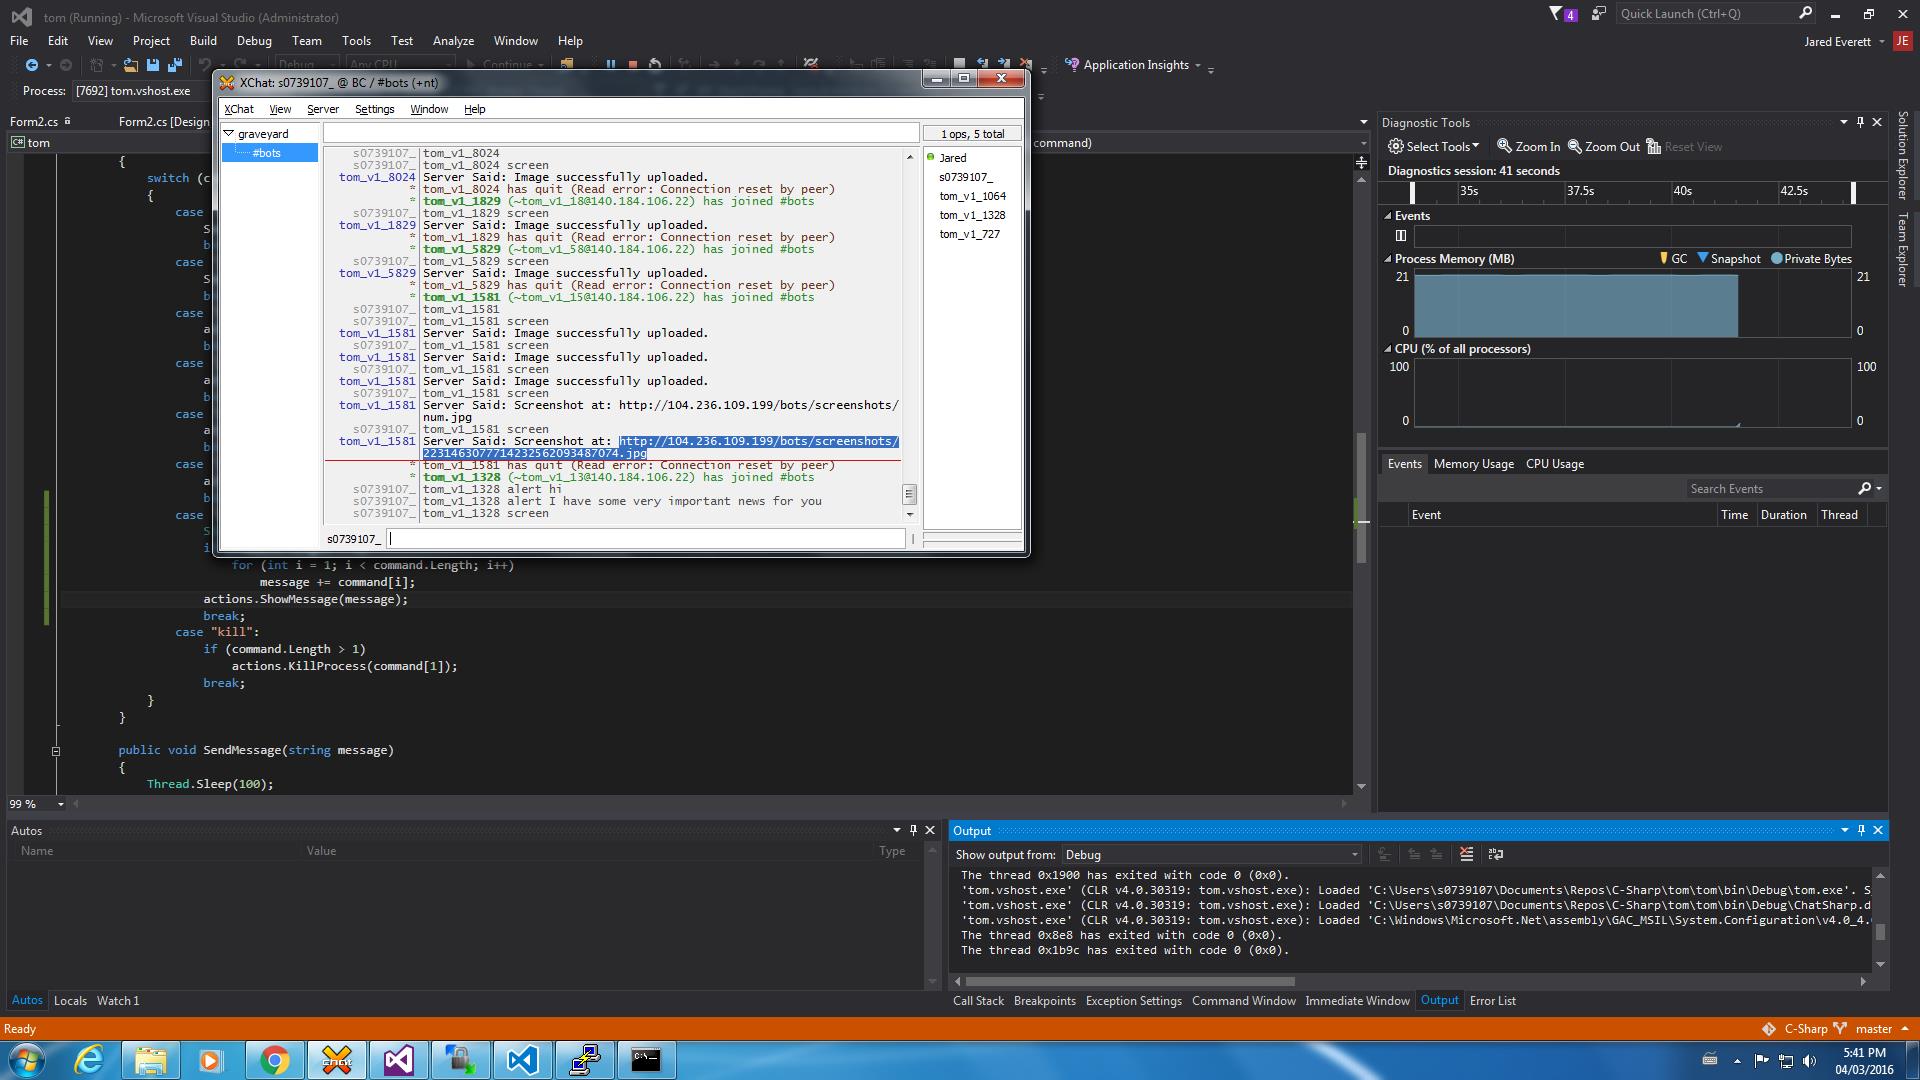 tom (Running) - Microsoft Visual Studio (Administrator)
4
Quick Launch (Ctrl+Q)
File Edit View Project Build Debug Team Tools Test Analyze Window Help
Jared Everett JE
Debug Any CPU Continue
Application Insights
Process: [7692] tom.vshost.exe
Form2.cs Form2.cs [Design
tom
command)
{
switch (c
{
case
S
b
case
S
b
case
a
b
case
a
b
case
a
b
case
a
b
case
S
i
for (int i = 1; i < command.Length; i++)
message += command[i];
actions.ShowMessage(message);
break;
case "kill":
if (command.Length > 1)
actions.KillProcess(command[1]);
break;
}
}
public void SendMessage(string message)
{
Thread.Sleep(100);
99 %
XChat: s0739107_ @ BC / #bots (+nt)
XChat View Server Settings Window Help
graveyard
#bots
1 ops, 5 total
s0739107_ tom_v1_8024
s0739107_ tom_v1_8024 screen
tom_v1_8024 Server Said: Image successfully uploaded.
* tom_v1_8024 has quit (Read error: Connection reset by peer)
* tom_v1_1829 (~tom_v1_18@140.184.106.22) has joined #bots
s0739107_ tom_v1_1829 screen
tom_v1_1829 Server Said: Image successfully uploaded.
* tom_v1_1829 has quit (Read error: Connection reset by peer)
* tom_v1_5829 (~tom_v1_58@140.184.106.22) has joined #bots
s0739107_ tom_v1_5829 screen
tom_v1_5829 Server Said: Image successfully uploaded.
* tom_v1_5829 has quit (Read error: Connection reset by peer)
* tom_v1_1581 (~tom_v1_15@140.184.106.22) has joined #bots
s0739107_ tom_v1_1581
s0739107_ tom_v1_1581 screen
tom_v1_1581 Server Said: Image successfully uploaded.
s0739107_ tom_v1_1581 screen
tom_v1_1581 Server Said: Image successfully uploaded.
s0739107_ tom_v1_1581 screen
tom_v1_1581 Server Said: Image successfully uploaded.
s0739107_ tom_v1_1581 screen
tom_v1_1581 Server Said: Screenshot at: http://104.236.109.199/bots/screenshots/
num.jpg
s0739107_ tom_v1_1581 screen
tom_v1_1581 Server Said: Screenshot at: http://104.236.109.199/bots/screenshots/
2231463077714232562093487074.jpg
* tom_v1_1581 has quit (Read error: Connection reset by peer)
* tom_v1_1328 (~tom_v1_13@140.184.106.22) has joined #bots
s0739107_ tom_v1_1328 alert hi
s0739107_ tom_v1_1328 alert I have some very important news for you
s0739107_ tom_v1_1328 screen
Jared
s0739107_
tom_v1_1064
tom_v1_1328
tom_v1_727
s0739107_
Diagnostic Tools
Select Tools Zoom In Zoom Out Reset View
Diagnostics session: 41 seconds
35s 37.5s 40s 42.5s
Events
Process Memory (MB) GC Snapshot Private Bytes
21 21
0 0
CPU (% of all processors)
100 100
0 0
Events Memory Usage CPU Usage
Search Events
Event Time Duration Thread
Solution Explorer
Team Explorer
Autos
Name Value Type
Autos Locals Watch 1
Output
Show output from: Debug
The thread 0x1900 has exited with code 0 (0x0).
'tom.vshost.exe' (CLR v4.0.30319: tom.vshost.exe): Loaded 'C:\Users\s0739107\Documents\Repos\C-Sharp\tom\tom\bin\Debug\tom.exe'. S
'tom.vshost.exe' (CLR v4.0.30319: tom.vshost.exe): Loaded 'C:\Users\s0739107\Documents\Repos\C-Sharp\tom\tom\bin\Debug\ChatSharp.d
'tom.vshost.exe' (CLR v4.0.30319: tom.vshost.exe): Loaded 'C:\Windows\Microsoft.Net\assembly\GAC_MSIL\System.Configuration\v4.0_4.
The thread 0x8e8 has exited with code 0 (0x0).
The thread 0x1b9c has exited with code 0 (0x0).
Call Stack Breakpoints Exception Settings Command Window Immediate Window Output Error List
Ready
C-Sharp master
5:41 PM
04/03/2016